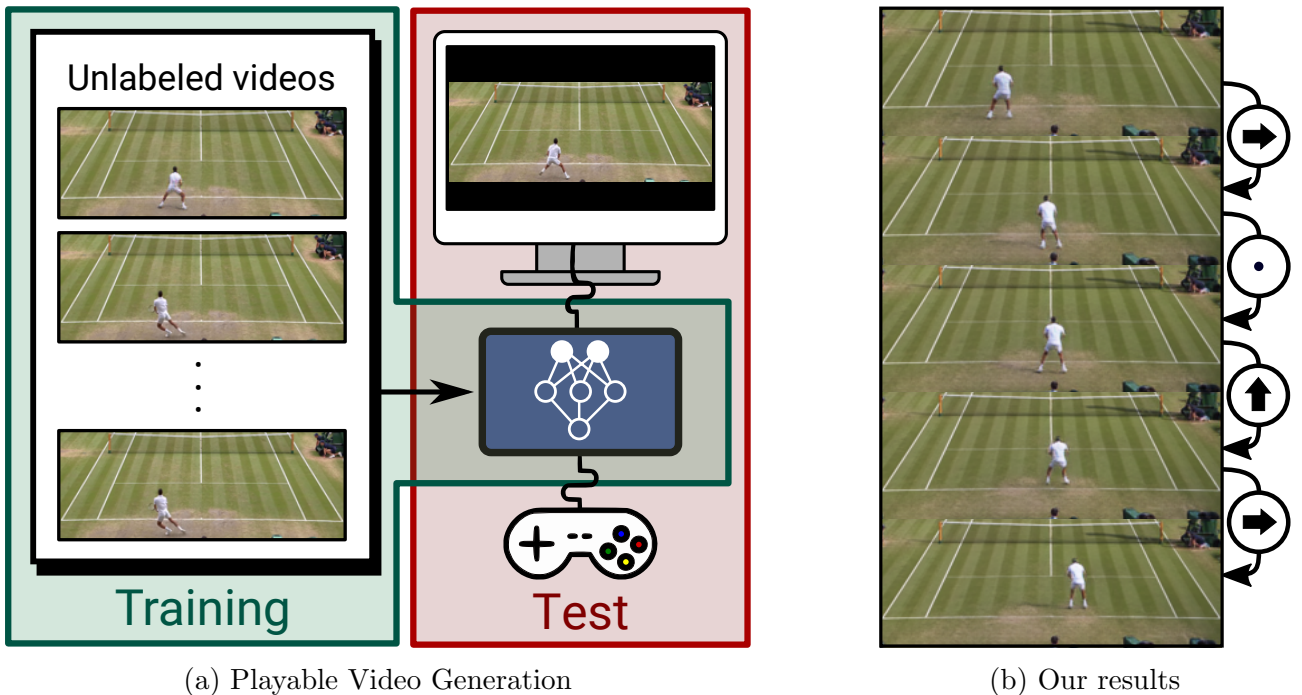 Unlabeled videos
Training
Test
(a) Playable Video Generation
(b) Our results